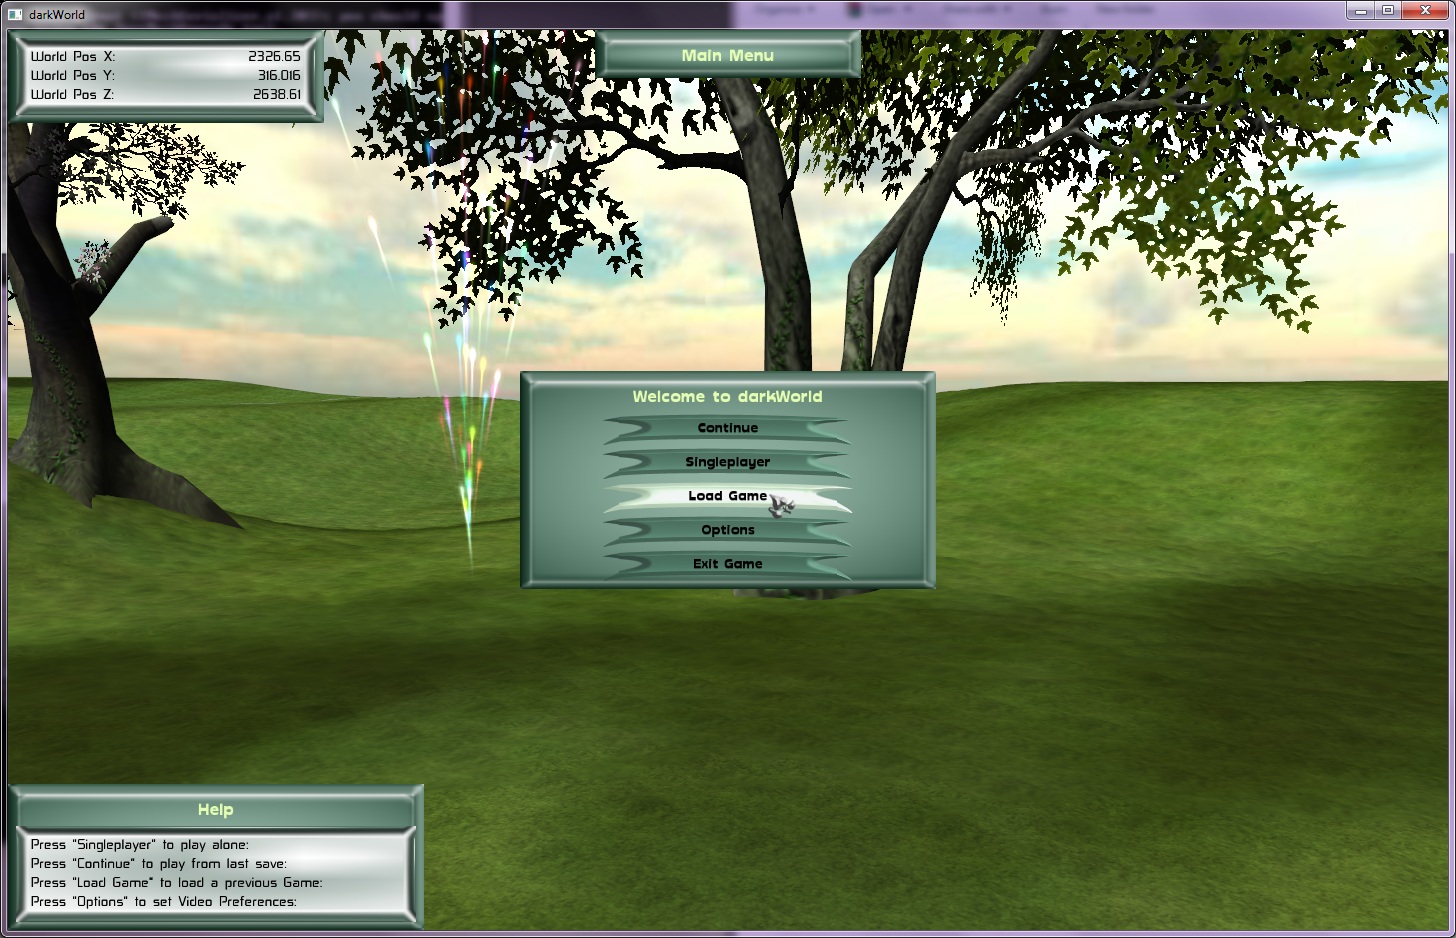 darkWorld
World Pos X: 2326.65
World Pos Y: 316.016
World Pos Z: 2638.61
Main Menu
Welcome to darkWorld
Continue
Singleplayer
Load Game
Options
Exit Game
Help
Press "Singleplayer" to play alone:
Press "Continue" to play from last save:
Press "Load Game" to load a previous Game:
Press "Options" to set Video Preferences: